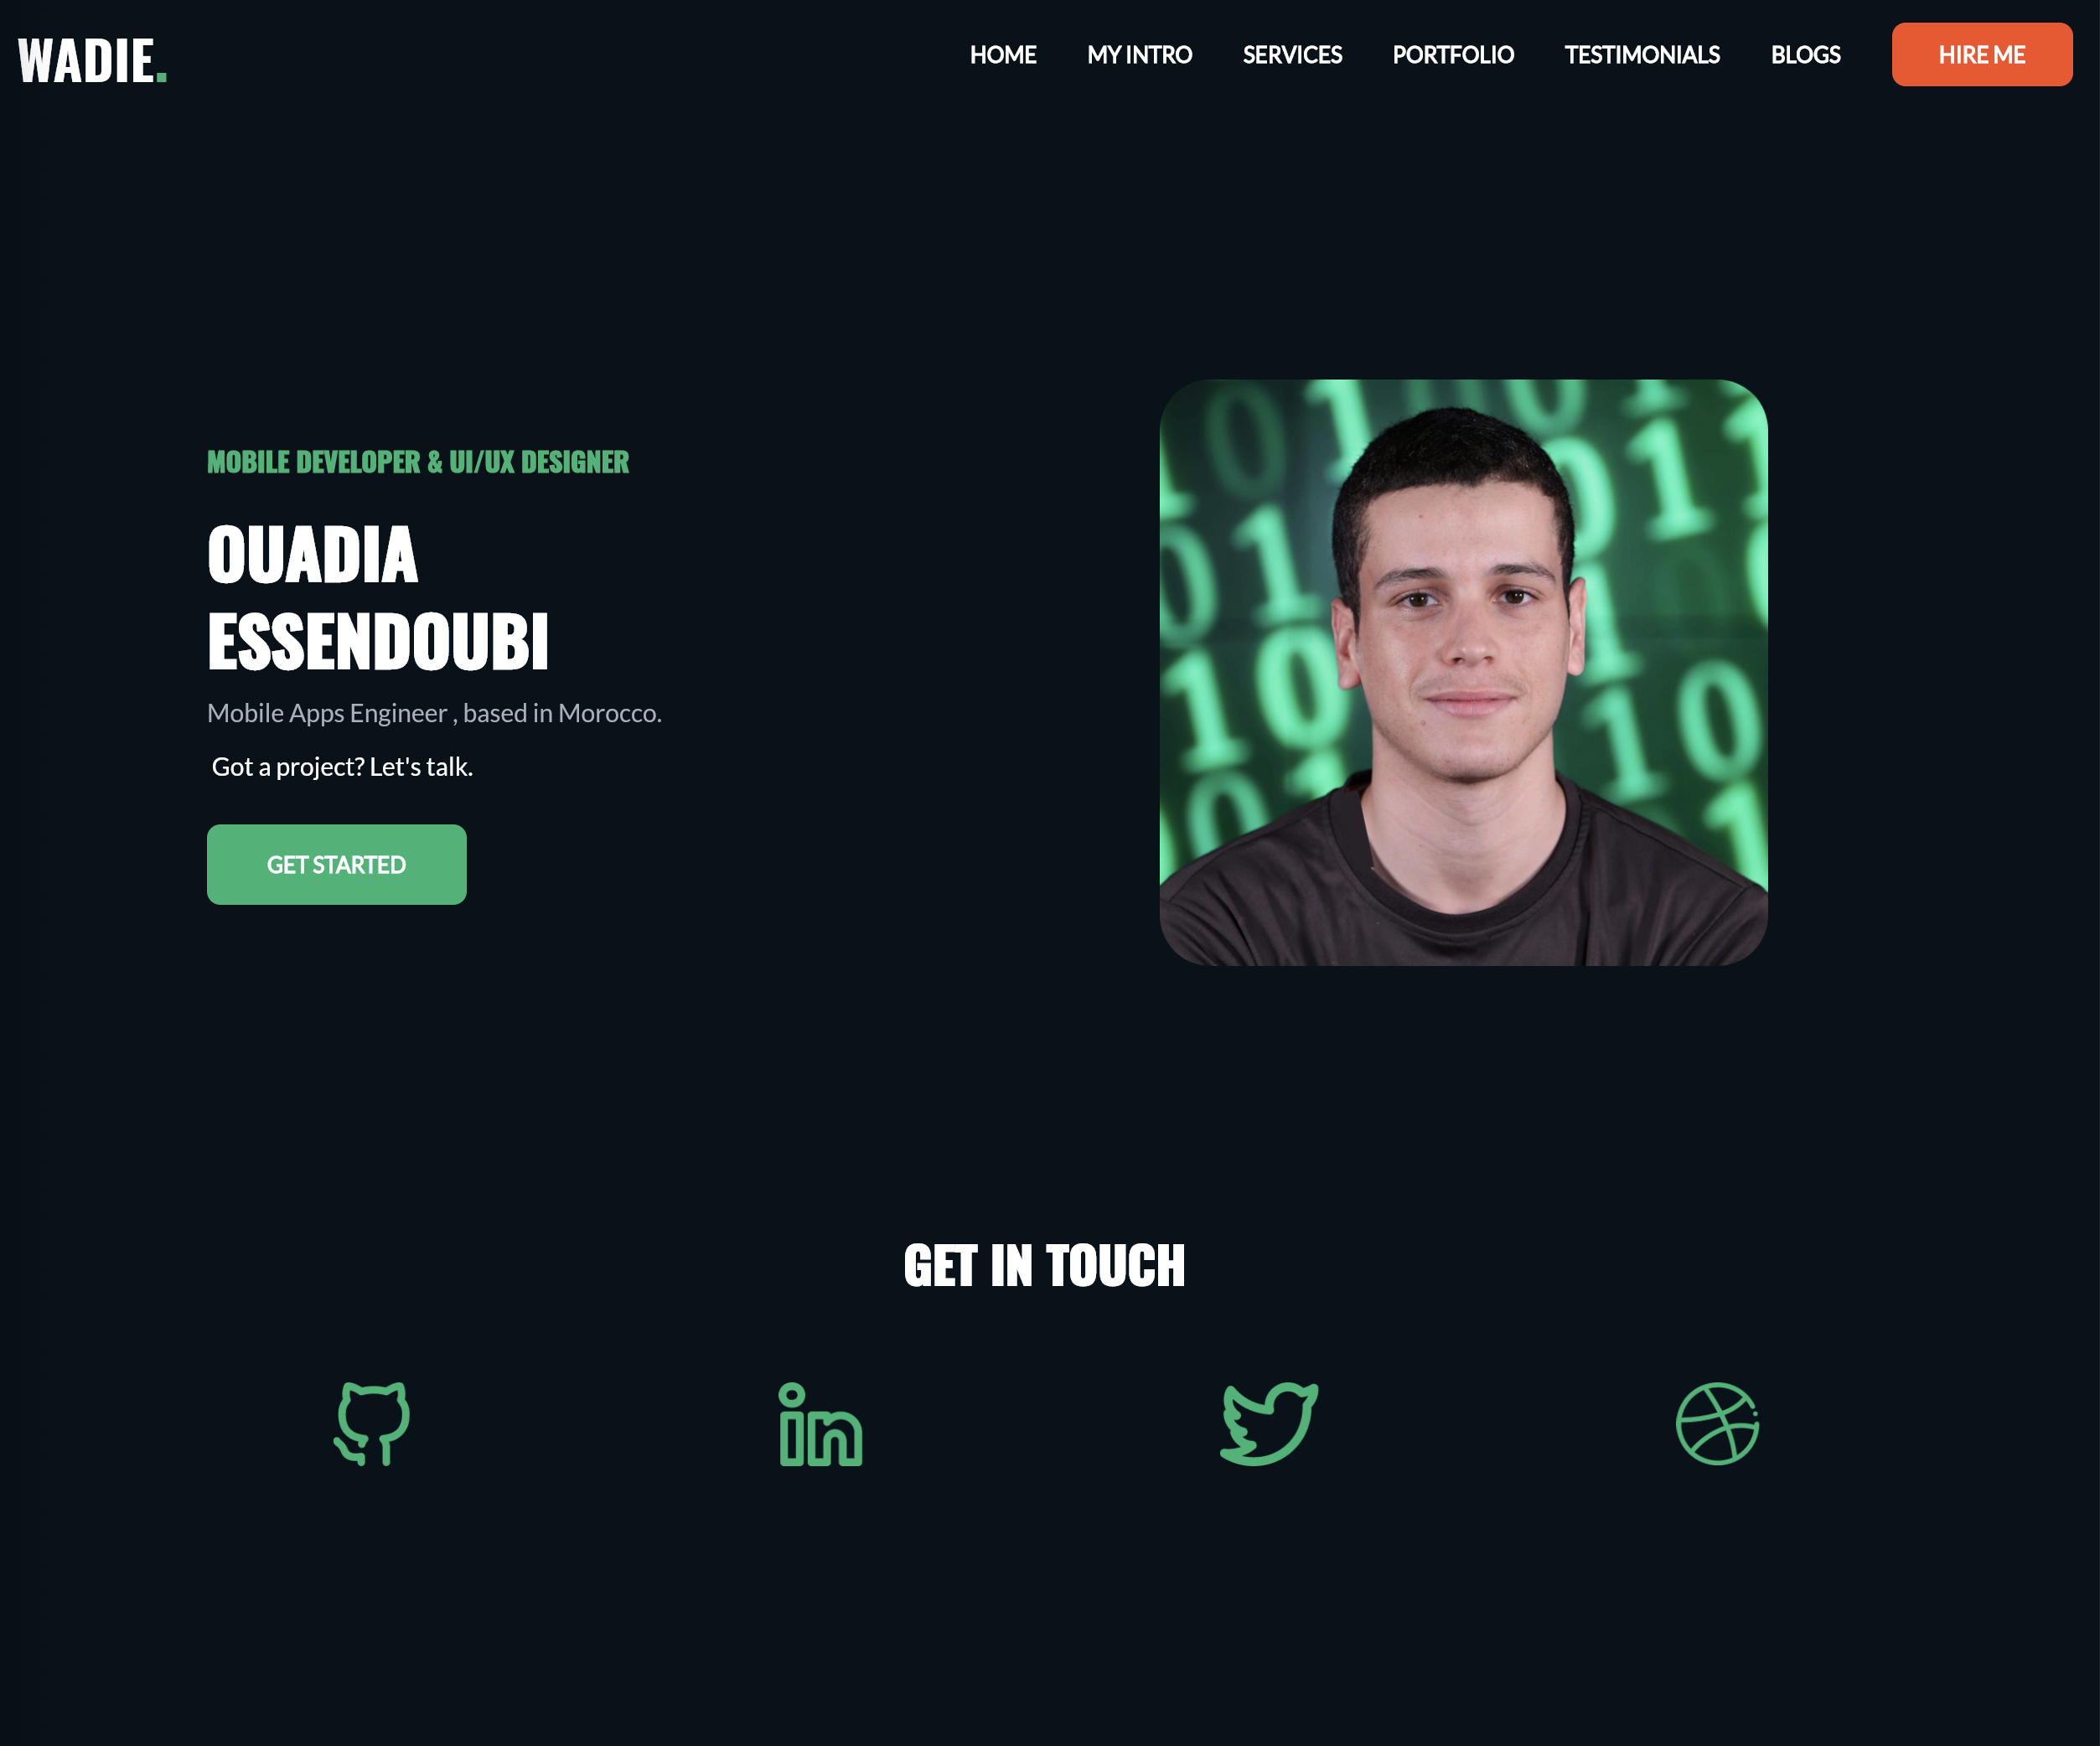 WADIE.
HOME MY INTRO SERVICES PORTFOLIO TESTIMONIALS BLOGS HIRE ME
MOBILE DEVELOPER & UI/UX DESIGNER
OUADIA
ESSENDOUBI
Mobile Apps Engineer , based in Morocco.
Got a project? Let's talk.
GET STARTED
GET IN TOUCH
in